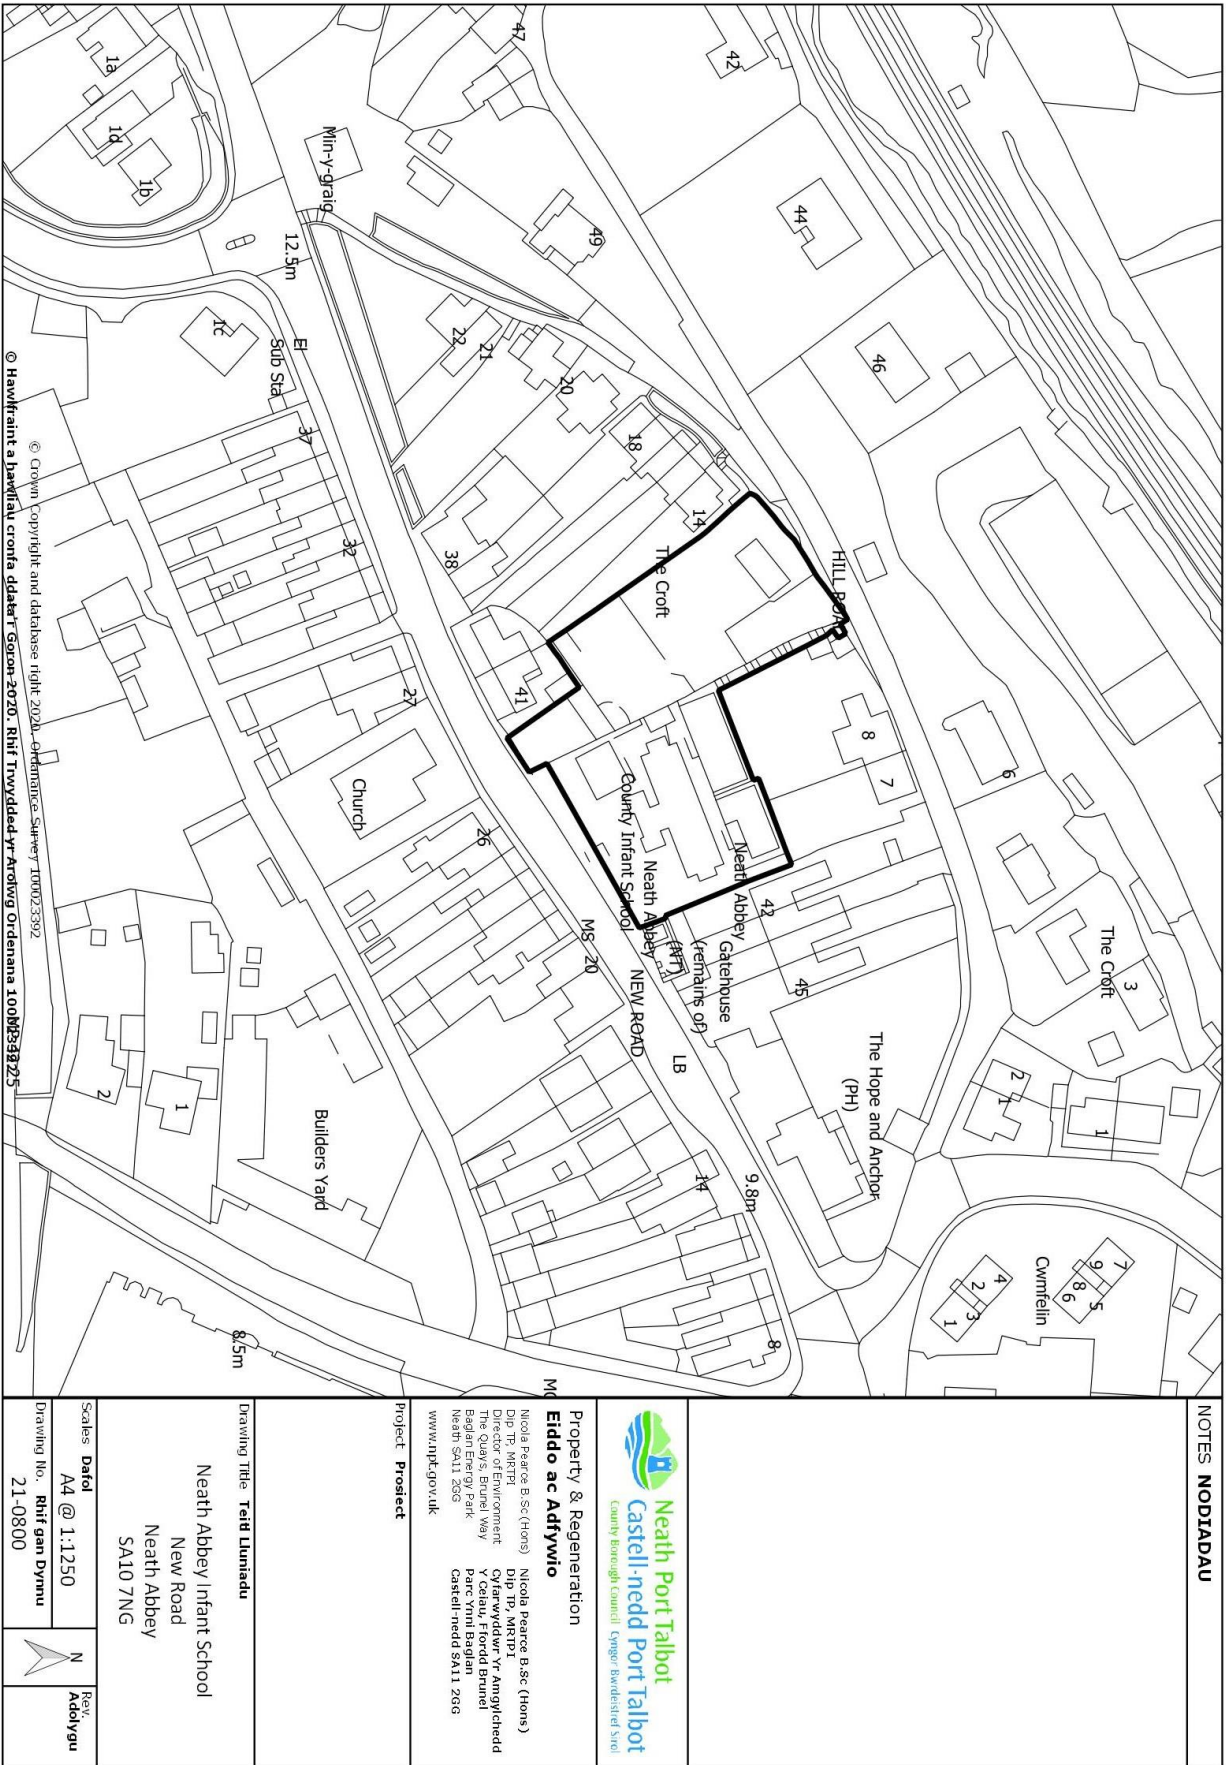 NOTES NODIADAU
Neath Port Talbot
Castell-nedd Port Talbot
County Borough Council Cyngor Bwrdeistref Sirol
Property & Regeneration
Eiddo ac Adfywio
Nicola Pearce B.Sc (Hons)
Dip TP, MRTPI
Director of Environment
The Quays, Brunel Way
Baglan Energy Park
Neath SA11 2GG
Nicola Pearce B.Sc (Hons)
Dip TP, MRTPI
Cyfarwyddwr Yr Amgylchedd
Y Ceiau, Ffordd Brunel
Parc Ynni Baglan
Castell-nedd SA11 2GG
www.npt.gov.uk
Project Prosiect
Drawing Title Teitl Lluniadu
Neath Abbey Infant School
New Road
Neath Abbey
SA10 7NG
Scales Dafol
A4 @ 1:1250
Drawing No. Rhif gan Dynnu
21-0800
N
Rev. Adolygu
42
44
46
47
49
Min-y-graig
1a
1d
1b
12.5m
1c
El
Sub Sta
22
21
20
18
14
The Croft
HILL ROAD
37
32
38
41
27
Church
26
8
7
6
Neath Abbey
County Infant School
Neath Abbey
Gatehouse
(remains of)
(NT)
42
45
MS 20
NEW ROAD
LB
The Croft
3
2
1
1
The Hope and Anchor
(PH)
9.8m
14
8
Cwmfelin
7
9
8
5
6
4
2
3
1
Builders Yard
1
2
8.5m
© Crown Copyright and database right 2020. Ordnance Survey 100023392
© Hawlfraint a hawliau cronfa ddata'r Goron 2020. Rhif Trwydded yr Arolwg Ordenana 100023392